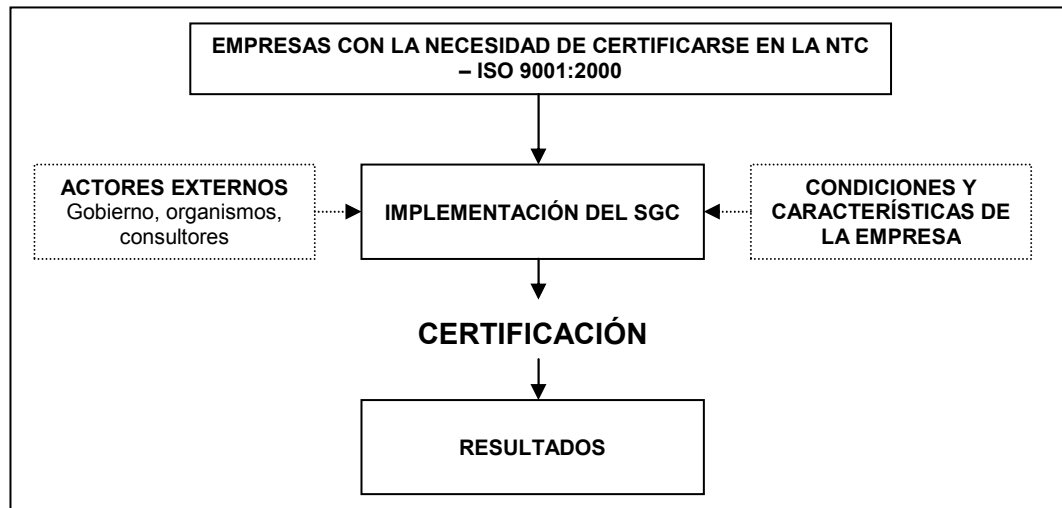 EMPRESAS CON LA NECESIDAD DE CERTIFICARSE EN LA NTC
– ISO 9001:2000
ACTORES EXTERNOS
Gobierno, organismos,
consultores
IMPLEMENTACIÓN DEL SGC
CONDICIONES Y
CARACTERÍSTICAS DE
LA EMPRESA
CERTIFICACIÓN
RESULTADOS